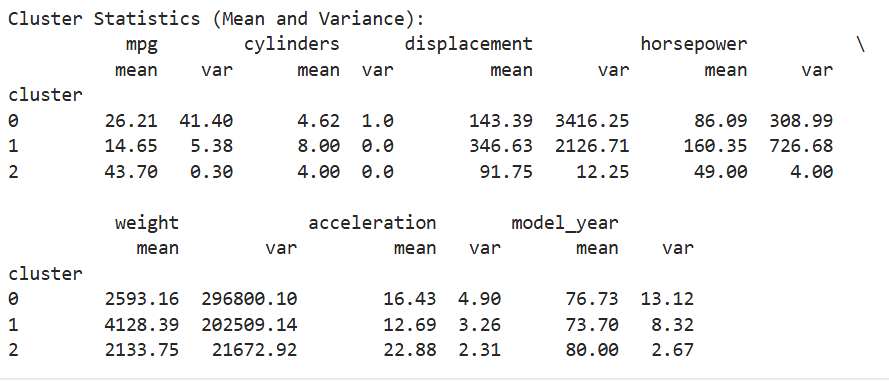 Cluster Statistics (Mean and Variance):
            mpg        cylinders      displacement          horsepower          \
           mean    var      mean  var         mean      var       mean     var
cluster
0         26.21  41.40      4.62  1.0       143.39  3416.25      86.09  308.99
1         14.65   5.38      8.00  0.0       346.63  2126.71     160.35  726.68
2         43.70   0.30      4.00  0.0        91.75    12.25      49.00    4.00
          weight            acceleration       model_year
            mean        var         mean   var       mean    var
cluster
0        2593.16  296800.10        16.43  4.90      76.73  13.12
1        4128.39  202509.14        12.69  3.26      73.70   8.32
2        2133.75   21672.92        22.88  2.31      80.00   2.67